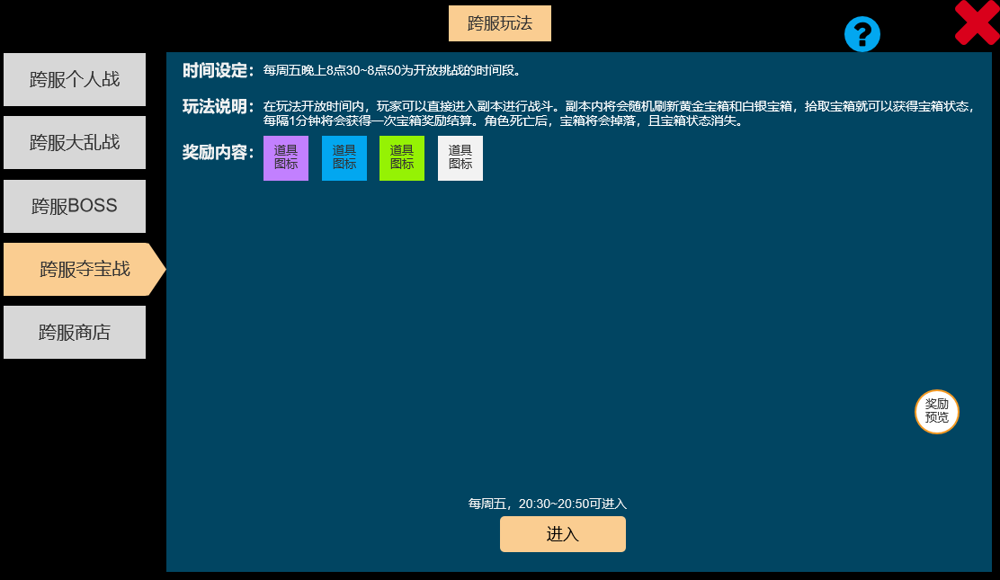 跨服玩法
?
跨服个人战
跨服大乱战
跨服BOSS
跨服夺宝战
跨服商店
时间设定：每周五晚上8点30~8点50为开放挑战的时间段。
玩法说明：在玩法开放时间内，玩家可以直接进入副本进行战斗。副本内将会随机刷新黄金宝箱和白银宝箱，拾取宝箱就可以获得宝箱状态，
每隔1分钟将会获得一次宝箱奖励结算。角色死亡后，宝箱将会掉落，且宝箱状态消失。
奖励内容：
道具
图标
道具
图标
道具
图标
道具
图标
奖励
预览
每周五，20:30~20:50可进入
进入